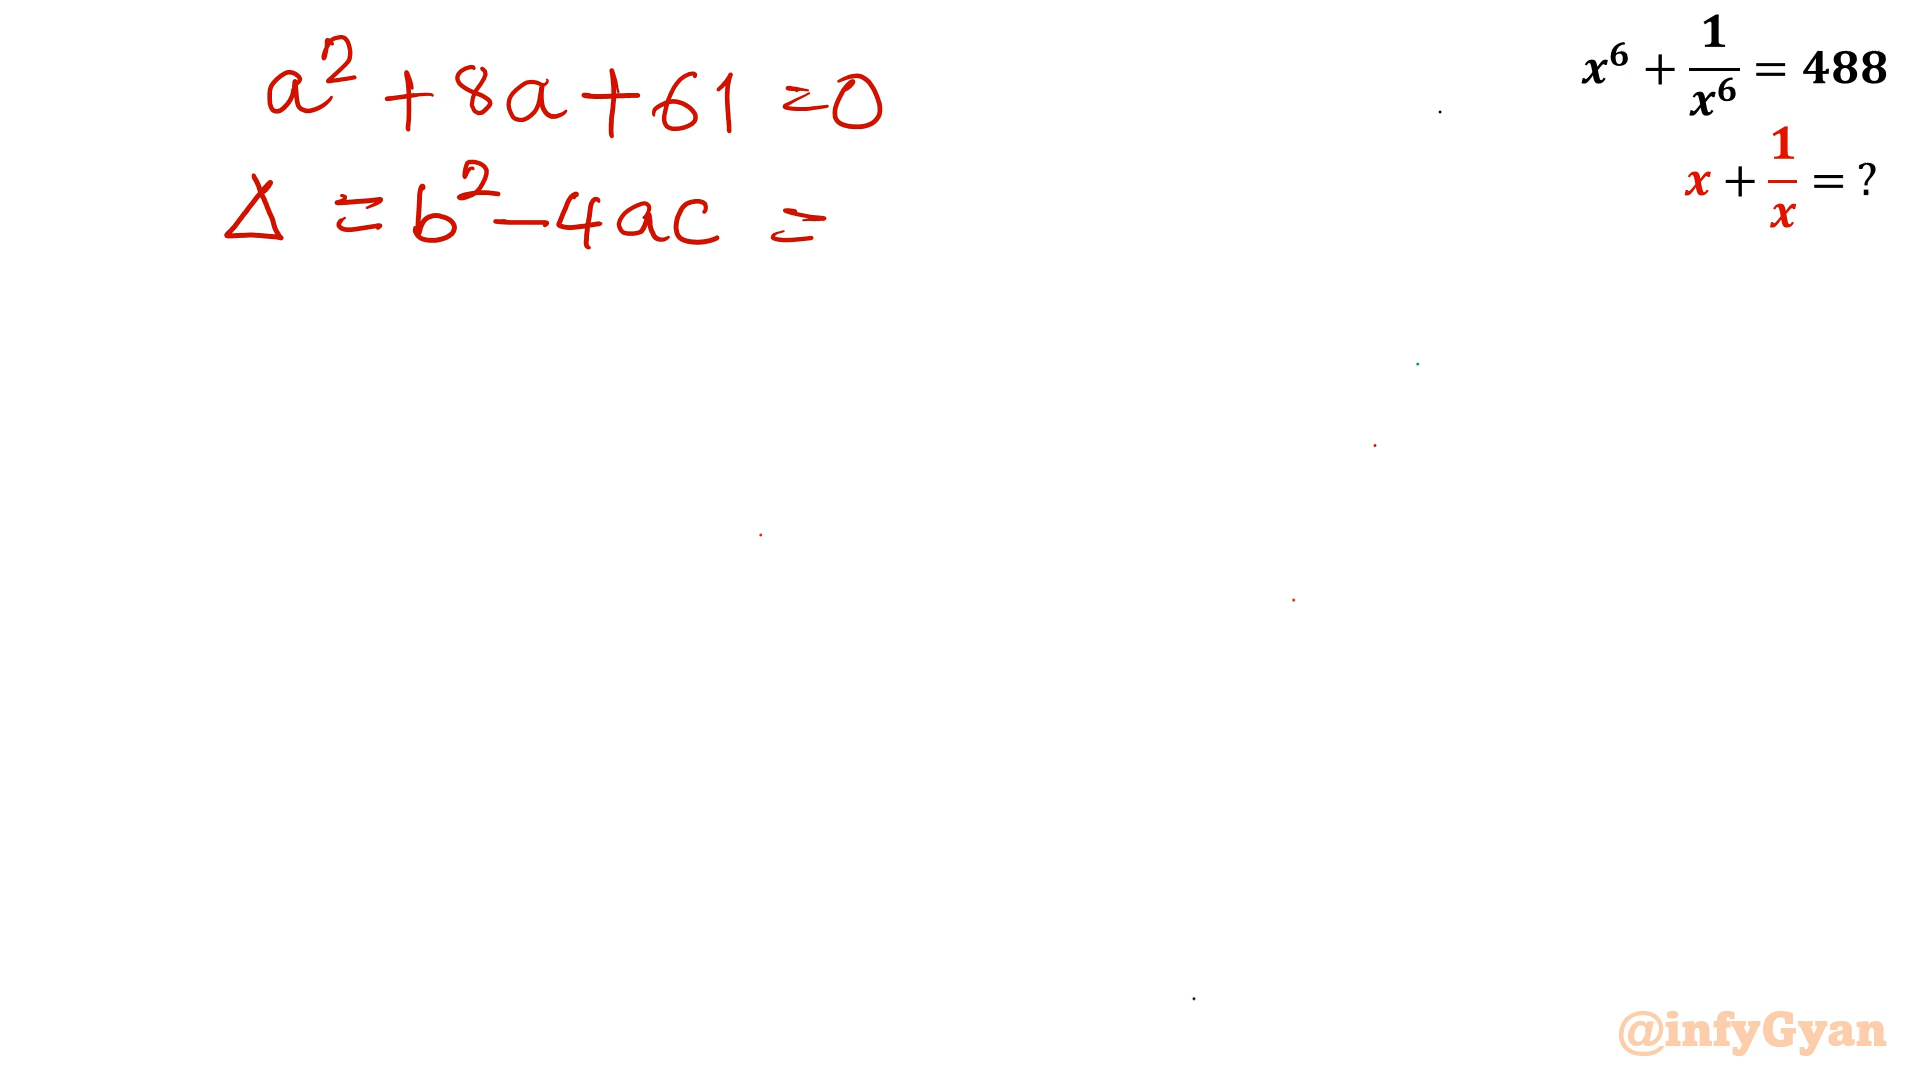 a² + 8a + 61 = 0
Δ = b² - 4ac =
x⁶ + 1/x⁶ = 488
x + 1/x = ?
@infyGyan